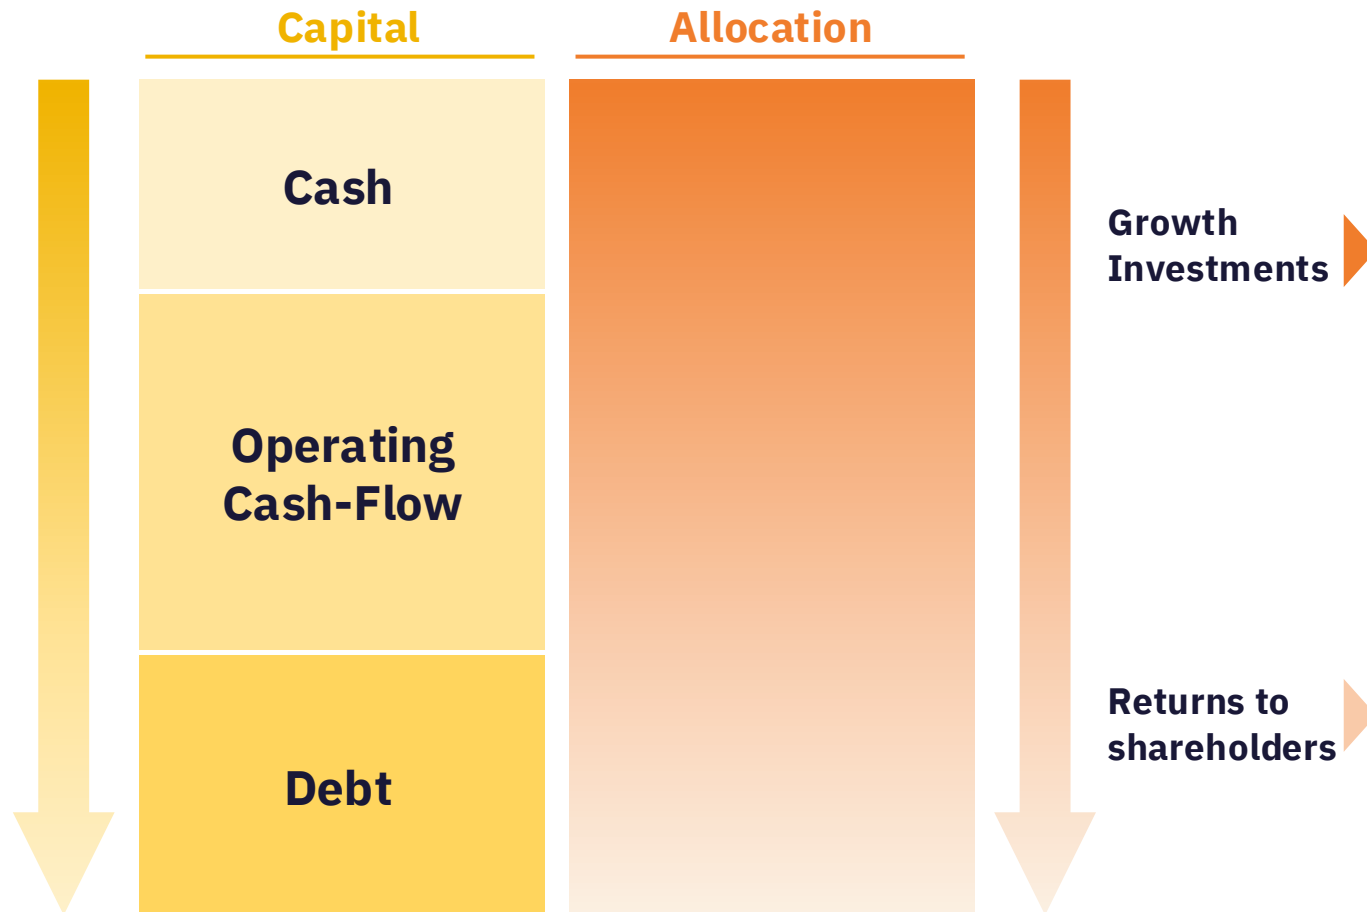 Capital
Allocation
Cash
Operating
Cash-Flow
Debt
Growth
Investments
Returns to
shareholders